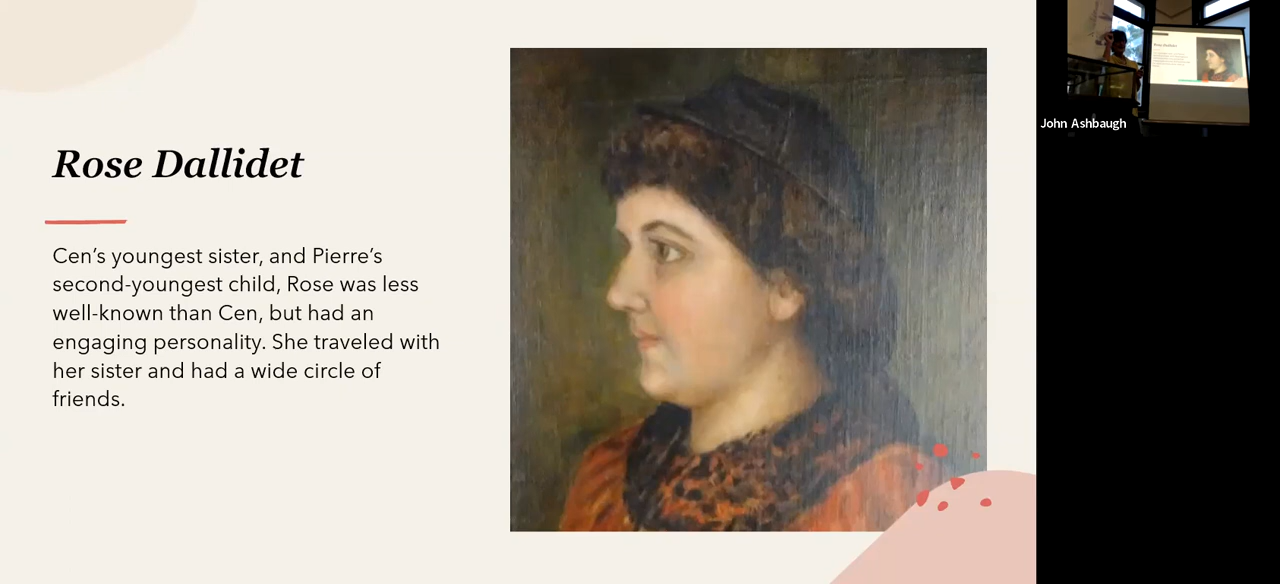 Rose Dallidet
Cen’s youngest sister, and Pierre’s
second-youngest child, Rose was less
well-known than Cen, but had an
engaging personality. She traveled with
her sister and had a wide circle of
friends.
John Ashbaugh